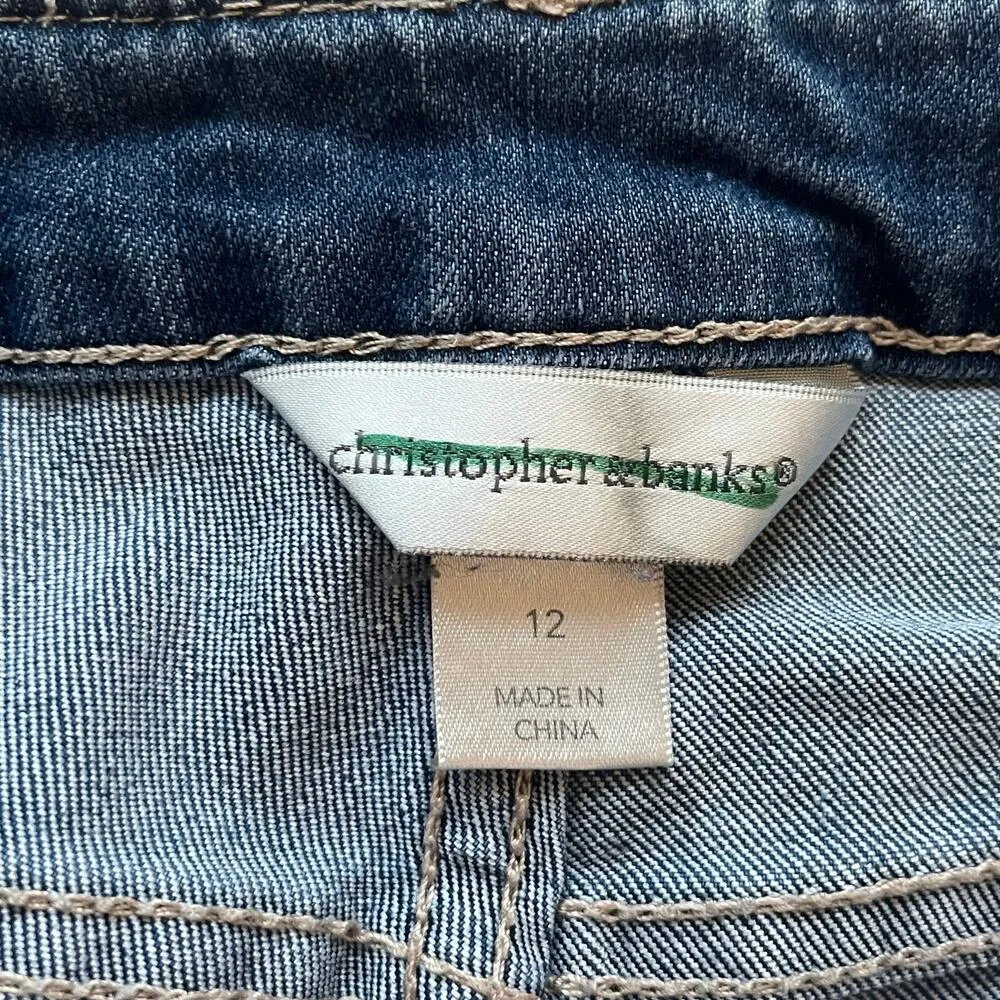 christopher & banks®
12
MADE IN
CHINA